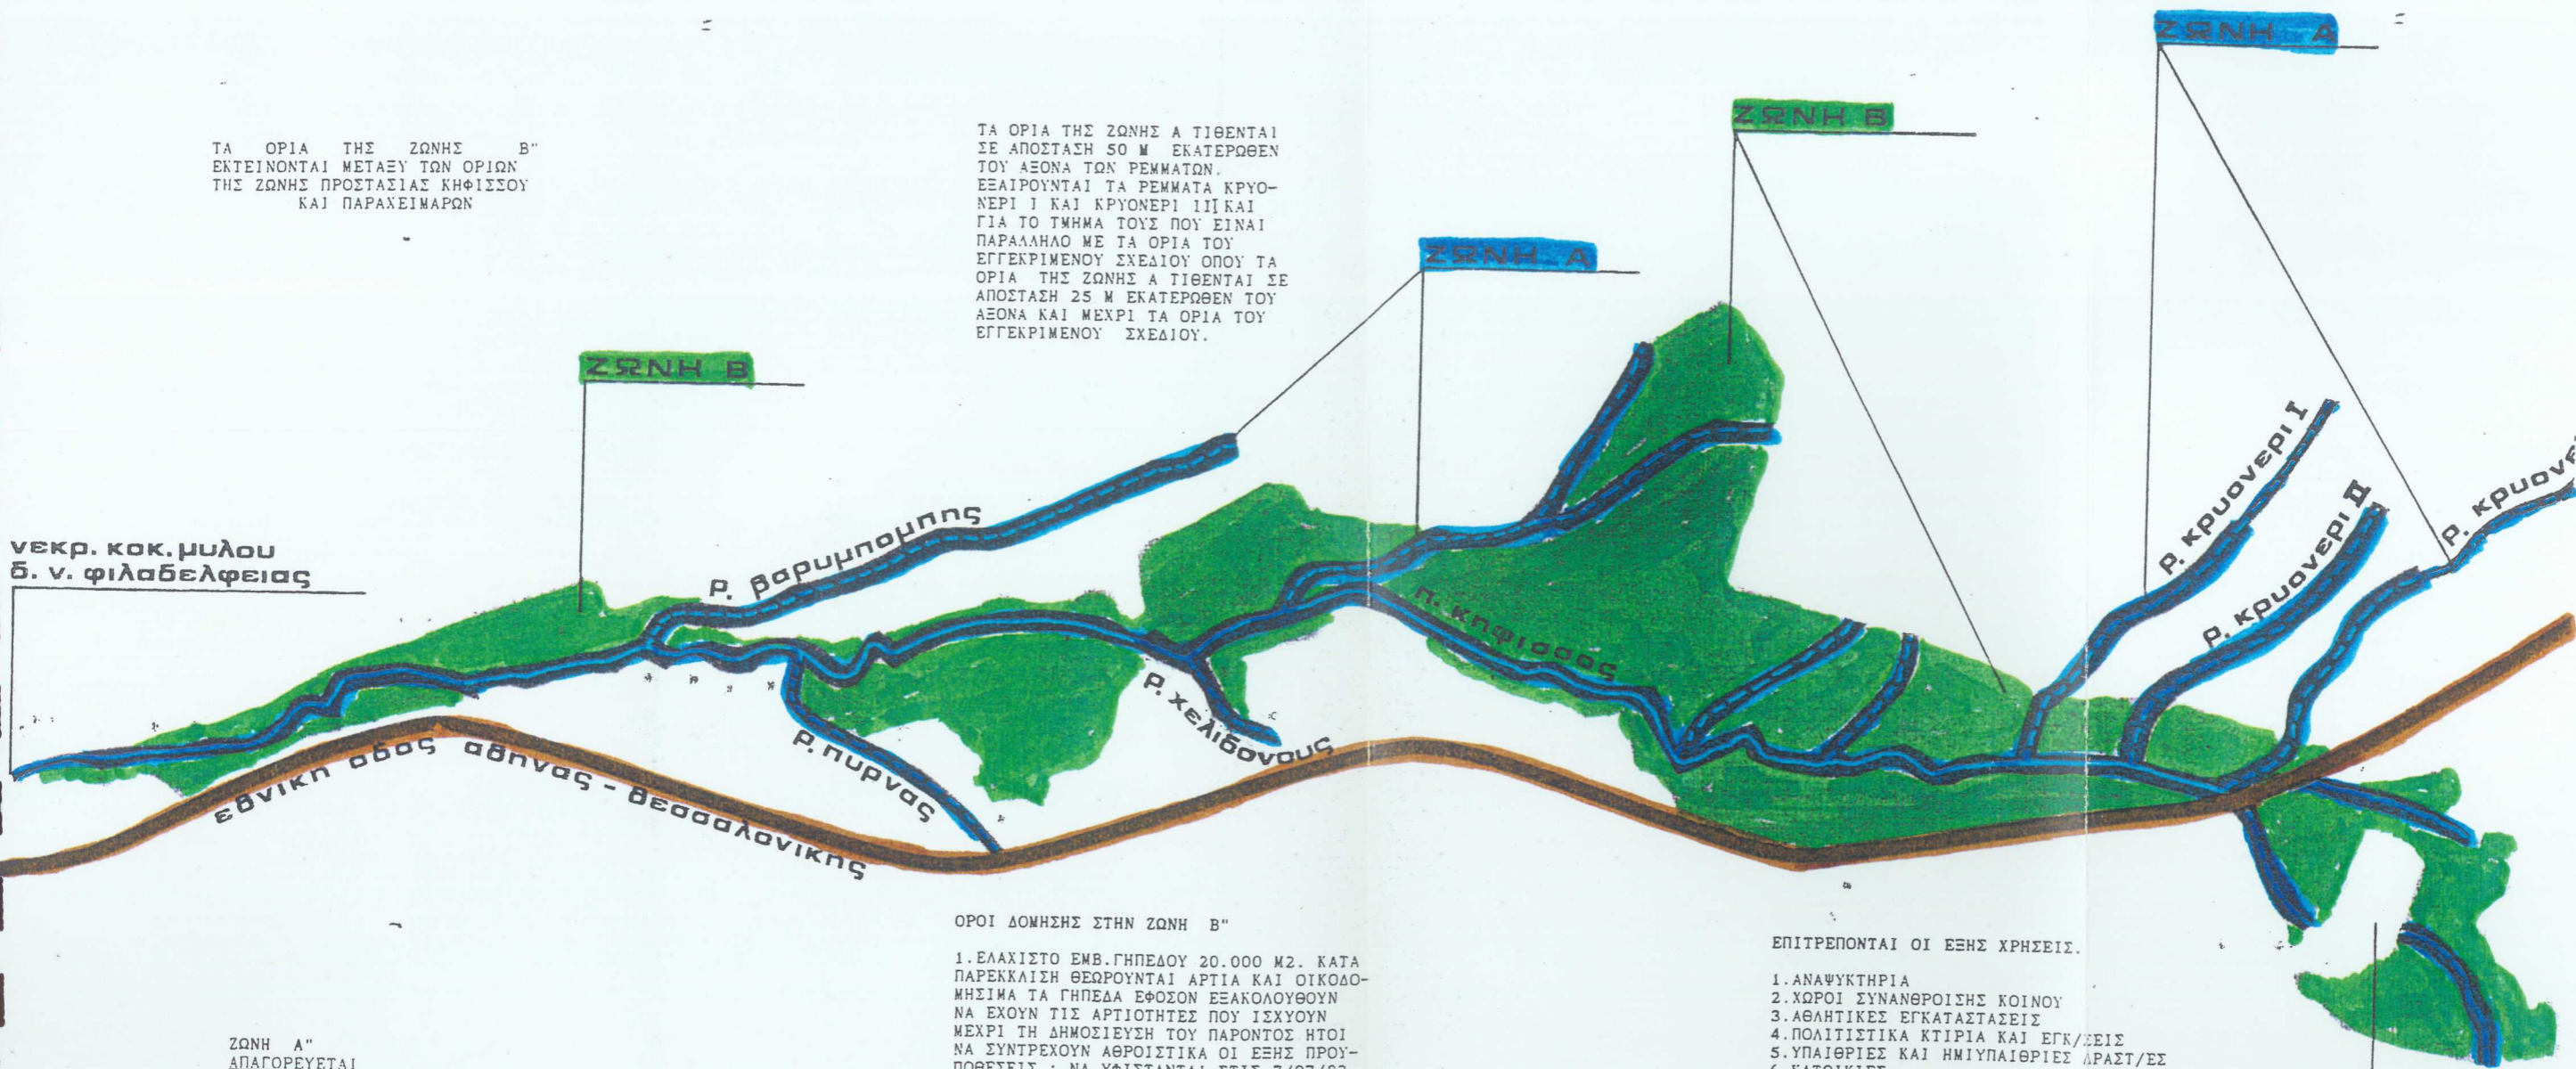 ΖΩΝΗ Α
ΖΩΝΗ Β
ΤΑ ΟΡΙΑ ΤΗΣ ΖΩΝΗΣ Β"
ΕΚΤΕΙΝΟΝΤΑΙ ΜΕΤΑΞΥ ΤΩΝ ΟΡΙΩΝ
ΤΗΣ ΖΩΝΗΣ ΠΡΟΣΤΑΣΙΑΣ ΚΗΦΙΣΣΟΥ
ΚΑΙ ΠΑΡΑΧΕΙΜΑΡΩΝ
ΤΑ ΟΡΙΑ ΤΗΣ ΖΩΝΗΣ Α ΤΙΘΕΝΤΑΙ
ΣΕ ΑΠΟΣΤΑΣΗ 50 Μ ΕΚΑΤΕΡΩΘΕΝ
ΤΟΥ ΑΞΟΝΑ ΤΩΝ ΡΕΜΜΑΤΩΝ.
ΕΞΑΙΡΟΥΝΤΑΙ ΤΑ ΡΕΜΜΑΤΑ ΚΡΥΟ-
ΝΕΡΙ Ι ΚΑΙ ΚΡΥΟΝΕΡΙ ΙΙΙ ΚΑΙ
ΓΙΑ ΤΟ ΤΜΗΜΑ ΤΟΥΣ ΠΟΥ ΕΙΝΑΙ
ΠΑΡΑΛΛΗΛΟ ΜΕ ΤΑ ΟΡΙΑ ΤΟΥ
ΕΓΓΕΚΡΙΜΕΝΟΥ ΣΧΕΔΙΟΥ ΟΠΟΥ ΤΑ
ΟΡΙΑ ΤΗΣ ΖΩΝΗΣ Α ΤΙΘΕΝΤΑΙ ΣΕ
ΑΠΟΣΤΑΣΗ 25 Μ ΕΚΑΤΕΡΩΘΕΝ ΤΟΥ
ΑΞΟΝΑ ΚΑΙ ΜΕΧΡΙ ΤΑ ΟΡΙΑ ΤΟΥ
ΕΓΓΕΚΡΙΜΕΝΟΥ ΣΧΕΔΙΟΥ.
ΖΩΝΗ Α
ΖΩΝΗ Β
νεκρ. κοκ. μυλου
δ. ν. φιλαδελφειας
ρ. βαρυμπομπης
π. κηφισσος
ρ. κρυονερι Ι
ρ. κρυονερι ΙΙ
ρ. κρυονε
ρ. χελιδονους
ρ. πυρνας
εθνικη οδος αθηνας - θεσσαλονικης
ΖΩΝΗ Α"
ΑΠΑΓΟΡΕΥΕΤΑΙ
ΟΡΟΙ ΔΟΜΗΣΗΣ ΣΤΗΝ ΖΩΝΗ Β"
1. ΕΛΑΧΙΣΤΟ ΕΜΒ.ΓΗΠΕΔΟΥ 20.000 Μ2. ΚΑΤΑ
ΠΑΡΕΚΚΛΙΣΗ ΘΕΩΡΟΥΝΤΑΙ ΑΡΤΙΑ ΚΑΙ ΟΙΚΟΔΟ-
ΜΗΣΙΜΑ ΤΑ ΓΗΠΕΔΑ ΕΦΟΣΟΝ ΕΞΑΚΟΛΟΥΘΟΥΝ
ΝΑ ΕΧΟΥΝ ΤΙΣ ΑΡΤΙΟΤΗΤΕΣ ΠΟΥ ΙΣΧΥΟΥΝ
ΜΕΧΡΙ ΤΗ ΔΗΜΟΣΙΕΥΣΗ ΤΟΥ ΠΑΡΟΝΤΟΣ ΗΤΟΙ
ΝΑ ΣΥΝΤΡΕΧΟΥΝ ΑΘΡΟΙΣΤΙΚΑ ΟΙ ΕΞΗΣ ΠΡΟΥ-
ΕΠΙΤΡΕΠΟΝΤΑΙ ΟΙ ΕΞΗΣ ΧΡΗΣΕΙΣ.
1. ΑΝΑΨΥΚΤΗΡΙΑ
2. ΧΩΡΟΙ ΣΥΝΑΝΘΡΟΙΣΗΣ ΚΟΙΝΟΥ
3. ΑΘΛΗΤΙΚΕΣ ΕΓΚΑΤΑΣΤΑΣΕΙΣ
4. ΠΟΛΙΤΙΣΤΙΚΑ ΚΤΙΡΙΑ ΚΑΙ ΕΓΚ/ΣΕΙΣ
5. ΥΠΑΙΘΡΙΕΣ ΚΑΙ ΗΜΙΥΠΑΙΘΡΙΕΣ ΔΡΑΣΤ/ΕΣ